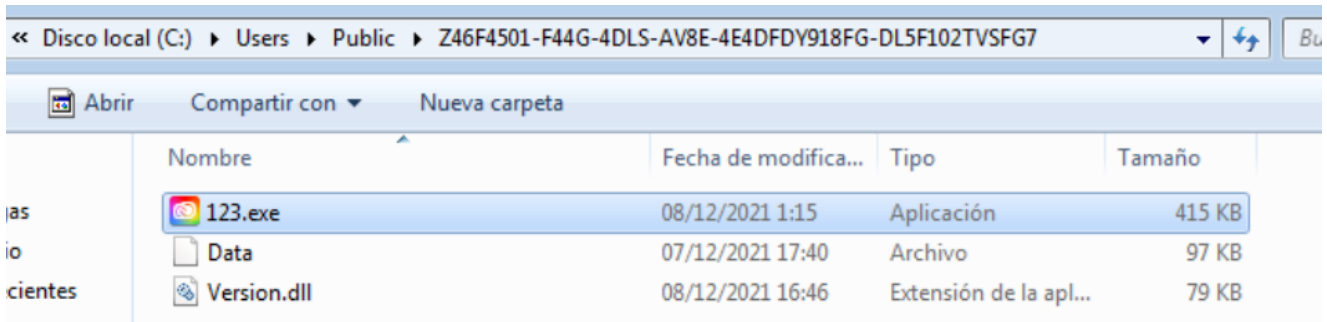 « Disco local (C:) ▸ Users ▸ Public ▸ Z46F4501-F44G-4DLS-AV8E-4E4DFDY918FG-DL5F102TVSFG7 Bu
Abrir Compartir con Nueva carpeta
Nombre Fecha de modifica... Tipo Tamaño
123.exe 08/12/2021 1:15 Aplicación 415 KB
Data 07/12/2021 17:40 Archivo 97 KB
cientes Version.dll 08/12/2021 16:46 Extensión de la apl... 79 KB